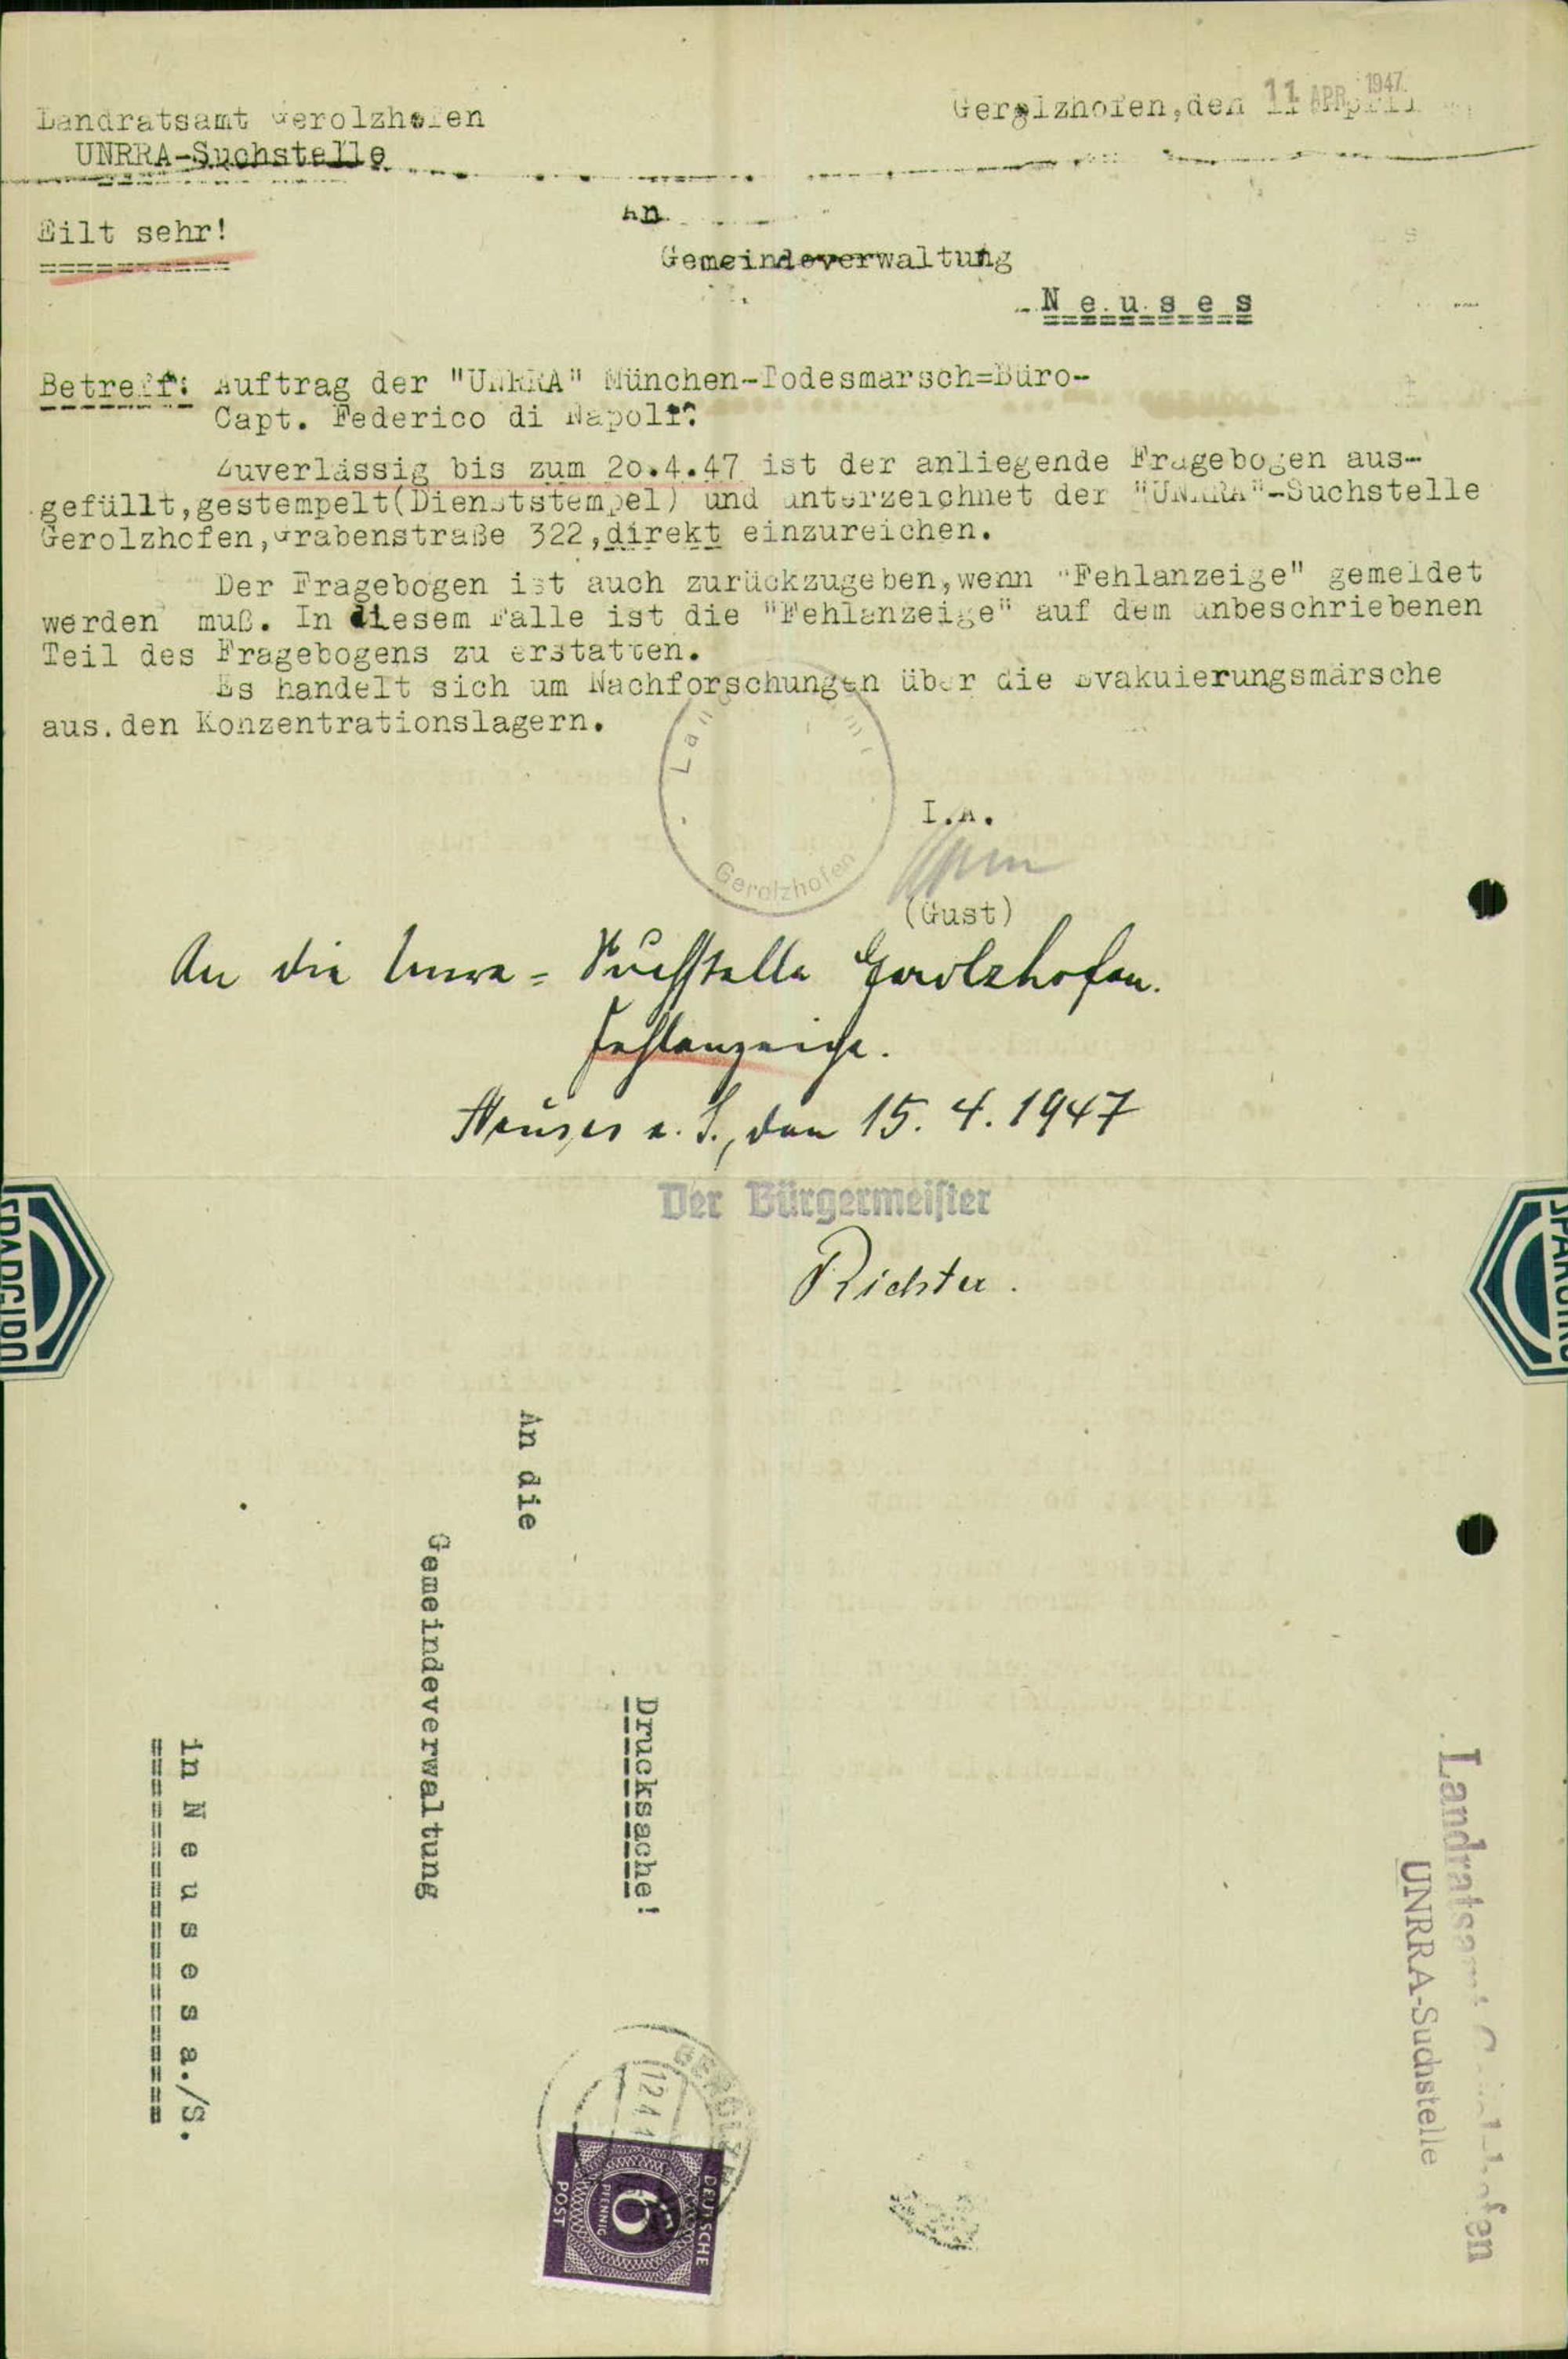 Landratsamt Gerolzhofen
UNRRA-Suchstelle
Gerolzhofen,den 11 APR. 1947
Eilt sehr!
An
Gemeindeverwaltung
N e u s e s
Betreff: Auftrag der "UNRRA" München-Todesmarsch=Büro-
Capt. Federico di Napoli.
Zuverlässig bis zum 20.4.47 ist der anliegende Fragebogen aus-
gefüllt,gestempelt(Dienststempel) und unterzeichnet der "UNRRA"-Suchstelle
Gerolzhofen,Grabenstraße 322,direkt einzureichen.
Der Fragebogen ist auch zurückzugeben,wenn "Fehlanzeige" gemeldet
werden muß. In diesem Falle ist die "Fehlanzeige" auf dem unbeschriebenen
Teil des Fragebogens zu erstatten.
Es handelt sich um Nachforschungen über die Evakuierungsmärsche
aus.den Konzentrationslagern.
Gerolzhofen
I.A.
(Gust)
An die Unrra = Suchstelle Gerolzhofen.
Fehlanzeige.
Neuses a. S., den 15. 4. 1947
Der Bürgermeister
Richter.
SPARGIRO
SPARGIRO
An die
Gemeindeverwaltung
in N e u s e s a./S.
Drucksache!
Landratsamt Gerolzhofen
UNRRA-Suchstelle
DEUTSCHE
6
PFENNIG
POST